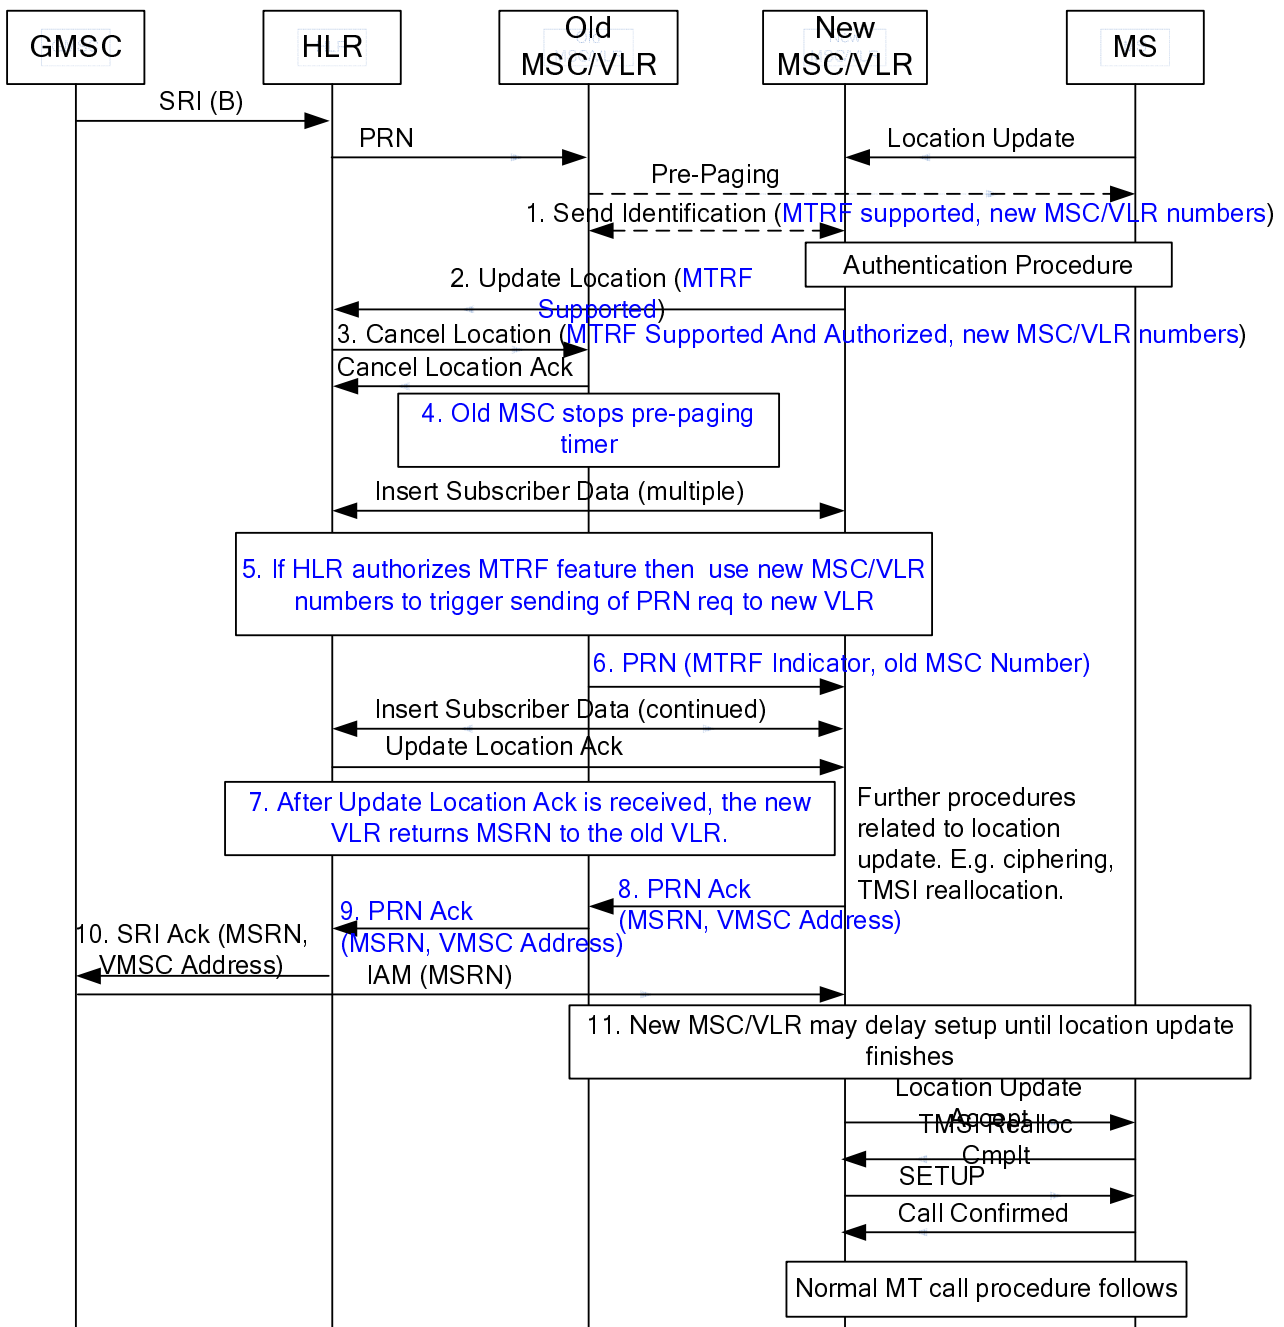 GMSC
HLR
Old
MSC/VLR
New
MSC/VLR
MS
SRI (B)
PRN
Location Update
Pre-Paging
1. Send Identification (MTRF supported, new MSC/VLR numbers)
Authentication Procedure
2. Update Location (MTRF
Supported)
3. Cancel Location (MTRF Supported And Authorized, new MSC/VLR numbers)
Cancel Location Ack
4. Old MSC stops pre-paging
timer
Insert Subscriber Data (multiple)
5. If HLR authorizes MTRF feature then  use new MSC/VLR
numbers to trigger sending of PRN req to new VLR
6. PRN (MTRF Indicator, old MSC Number)
Insert Subscriber Data (continued)
Update Location Ack
7. After Update Location Ack is received, the new
VLR returns MSRN to the old VLR.
Further procedures
related to location
update. E.g. ciphering,
TMSI reallocation.
8. PRN Ack
(MSRN, VMSC Address)
9. PRN Ack
(MSRN, VMSC Address)
10. SRI Ack (MSRN,
VMSC Address)
IAM (MSRN)
11. New MSC/VLR may delay setup until location update
finishes
Location Update
Accept
TMSI Realloc
Cmplt
SETUP
Call Confirmed
Normal MT call procedure follows